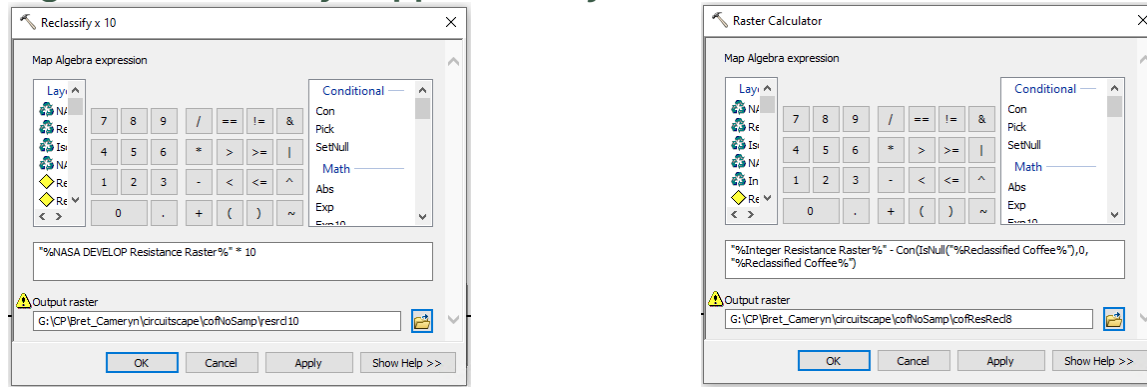 Reclassify x 10
Map Algebra expression
Conditional
Con
Pick
SetNull
Math
Abs
Exp
7 8 9 / == != &
4 5 6 * > >= |
1 2 3 - < <= ^
0 . + ( ) ~
"%NASA DEVELOP Resistance Raster%" * 10
Output raster
G:\CP\Bret_Cameryn\circuitscape\cofNoSamp\resrcl10
OK Cancel Apply Show Help >>
Raster Calculator
Map Algebra expression
Conditional
Con
Pick
SetNull
Math
Abs
Exp
7 8 9 / == != &
4 5 6 * > >= |
1 2 3 - < <= ^
0 . + ( ) ~
"%Integer Resistance Raster%" - Con(IsNull("%Reclassified Coffee%"),0,
"%Reclassified Coffee%")
Output raster
G:\CP\Bret_Cameryn\circuitscape\cofNoSamp\cofResRecl8
OK Cancel Apply Show Help >>